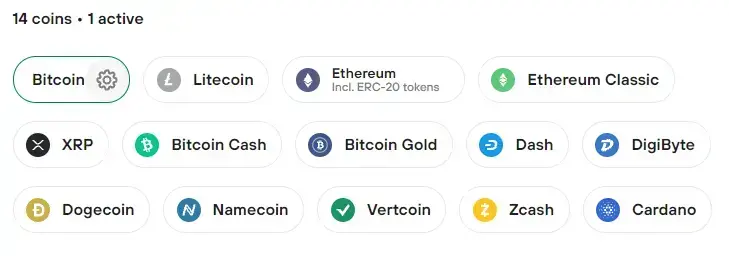 14 coins • 1 active
Bitcoin
Litecoin
Ethereum
Incl. ERC-20 tokens
Ethereum Classic
XRP
Bitcoin Cash
Bitcoin Gold
Dash
DigiByte
Dogecoin
Namecoin
Vertcoin
Zcash
Cardano